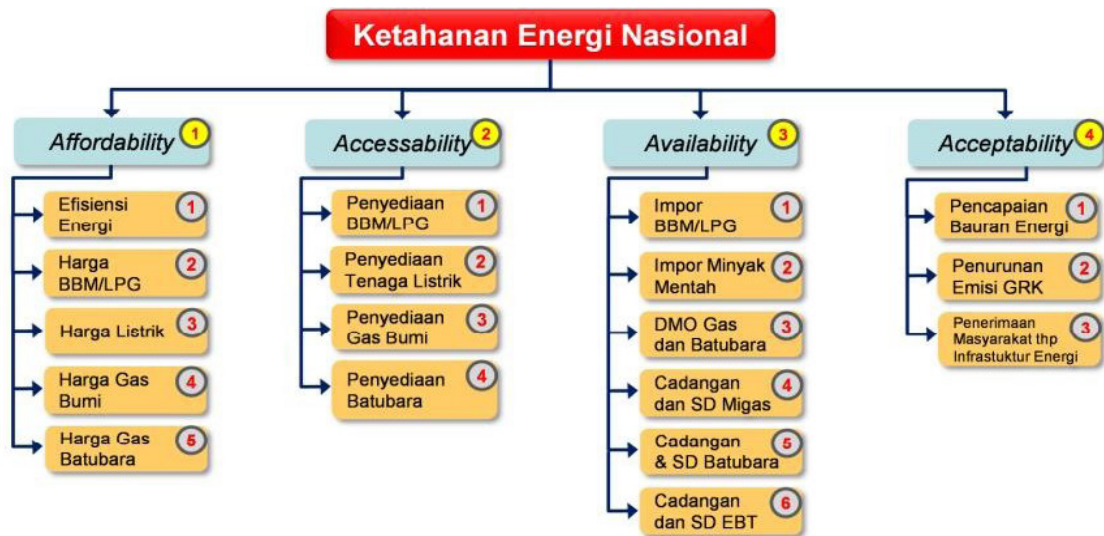 Ketahanan Energi Nasional
Affordability 1
Efisiensi 1
Energi
Harga 2
BBM/LPG
Harga Listrik 3
Harga Gas 4
Bumi
Harga Gas 5
Batubara
Accessability 2
Penyediaan 1
BBM/LPG
Penyediaan 2
Tenaga Listrik
Penyediaan 3
Gas Bumi
Penyediaan 4
Batubara
Availability 3
Impor 1
BBM/LPG
Impor Minyak 2
Mentah
DMO Gas 3
dan Batubara
Cadangan 4
dan SD Migas
Cadangan 5
& SD Batubara
Cadangan 6
dan SD EBT
Acceptability 4
Pencapaian 1
Bauran Energi
Penurunan 2
Emisi GRK
Penerimaan 3
Masyarakat thp
Infrastuktur Energi